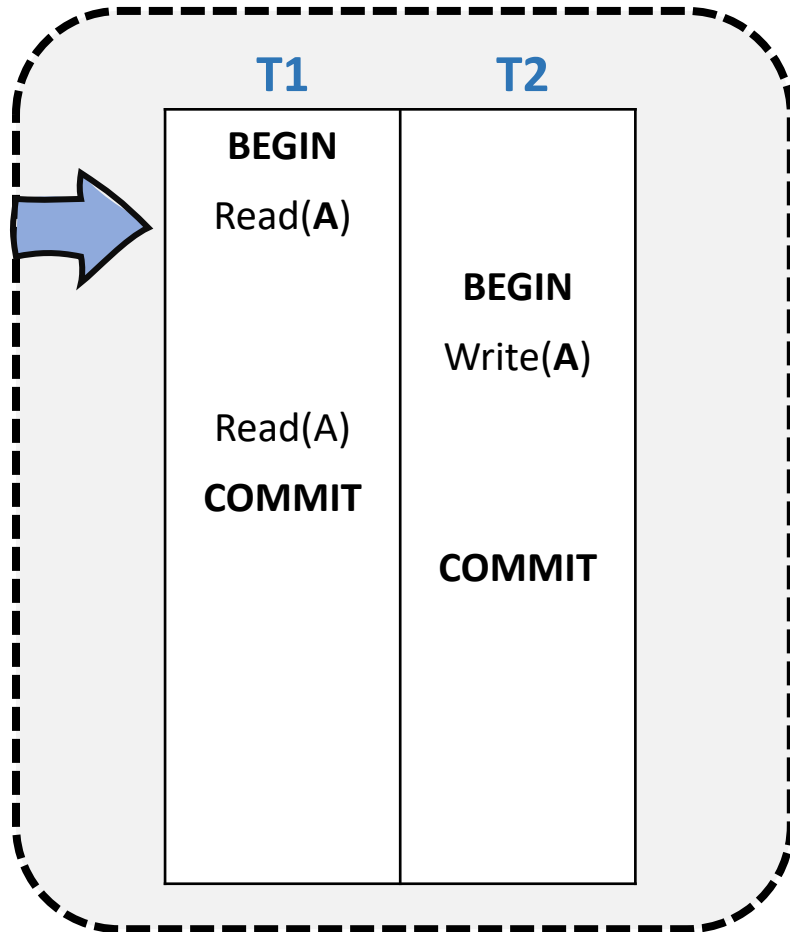 T1 T2
BEGIN
Read(A)
BEGIN
Write(A)
Read(A)
COMMIT
COMMIT